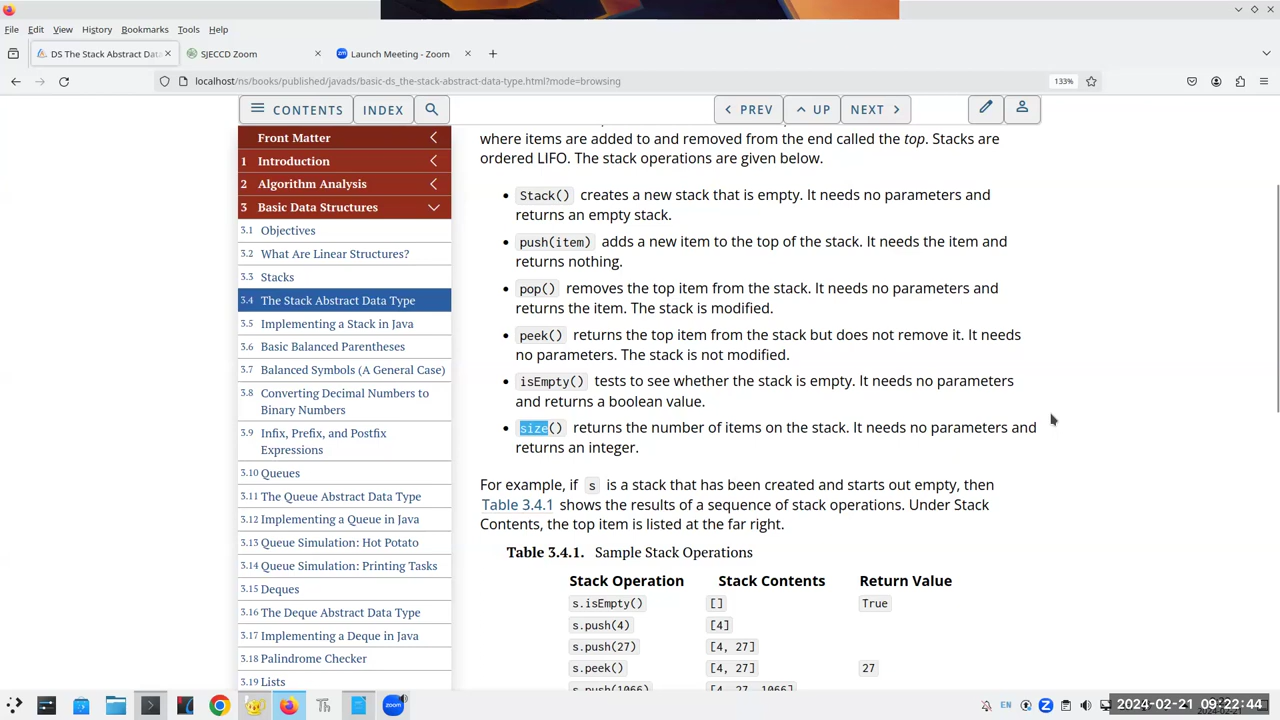 File Edit View History Bookmarks Tools Help
DS The Stack Abstract Data
SJECCD Zoom
Launch Meeting - Zoom
localhost/ns/books/published/javads/basic-ds_the-stack-abstract-data-type.html?mode=browsing
133%
CONTENTS INDEX PREV UP NEXT
Front Matter
1 Introduction
2 Algorithm Analysis
3 Basic Data Structures
3.1 Objectives
3.2 What Are Linear Structures?
3.3 Stacks
3.4 The Stack Abstract Data Type
3.5 Implementing a Stack in Java
3.6 Basic Balanced Parentheses
3.7 Balanced Symbols (A General Case)
3.8 Converting Decimal Numbers to
Binary Numbers
3.9 Infix, Prefix, and Postfix
Expressions
3.10 Queues
3.11 The Queue Abstract Data Type
3.12 Implementing a Queue in Java
3.13 Queue Simulation: Hot Potato
3.14 Queue Simulation: Printing Tasks
3.15 Deques
3.16 The Deque Abstract Data Type
3.17 Implementing a Deque in Java
3.18 Palindrome Checker
3.19 Lists
where items are added to and removed from the end called the top. Stacks are
ordered LIFO. The stack operations are given below.
• Stack() creates a new stack that is empty. It needs no parameters and
returns an empty stack.
• push(item) adds a new item to the top of the stack. It needs the item and
returns nothing.
• pop() removes the top item from the stack. It needs no parameters and
returns the item. The stack is modified.
• peek() returns the top item from the stack but does not remove it. It needs
no parameters. The stack is not modified.
• isEmpty() tests to see whether the stack is empty. It needs no parameters
and returns a boolean value.
• size() returns the number of items on the stack. It needs no parameters and
returns an integer.
For example, if s is a stack that has been created and starts out empty, then
Table 3.4.1 shows the results of a sequence of stack operations. Under Stack
Contents, the top item is listed at the far right.
Table 3.4.1. Sample Stack Operations
Stack Operation Stack Contents Return Value
s.isEmpty() [] True
s.push(4) [4]
s.push(27) [4, 27]
s.peek() [4, 27] 27
s.push(1066) [4, 27, 1066]
Th
zoom
EN
2024-02-21 09:22:44